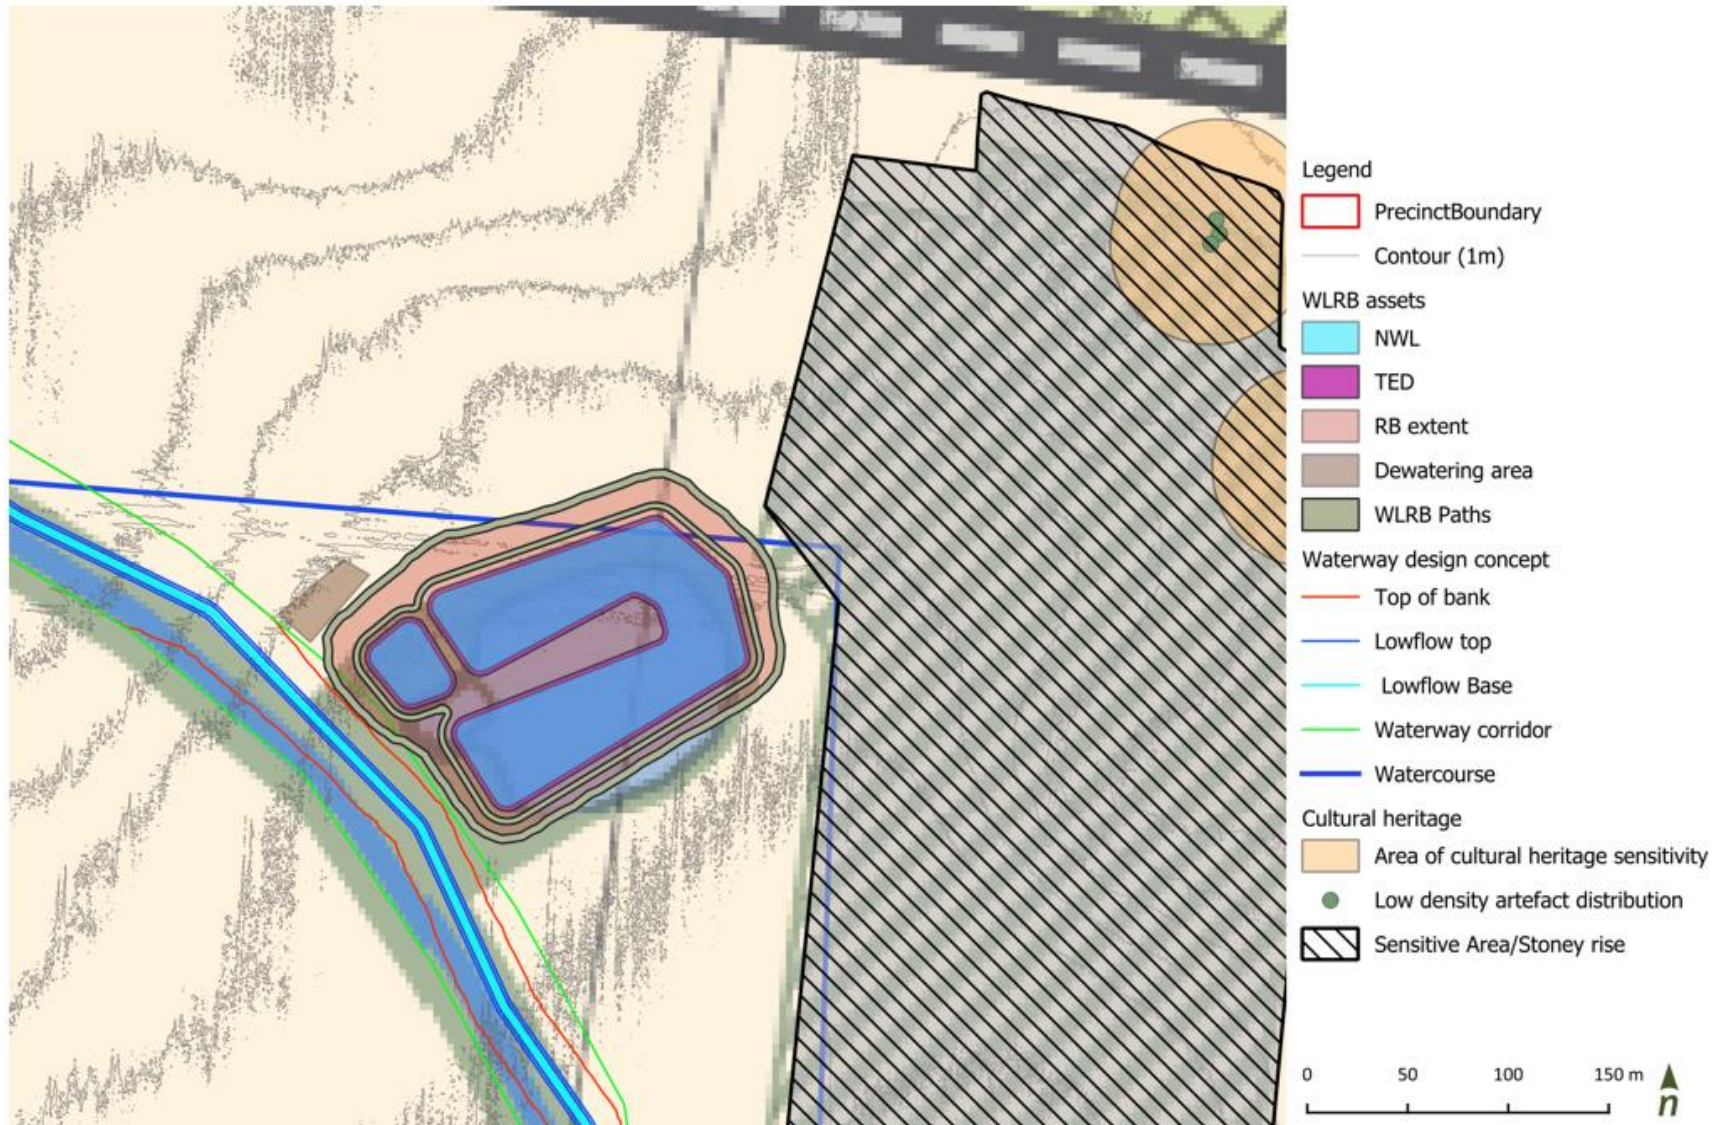 Legend
PrecinctBoundary
Contour (1m)
WLRB assets
NWL
TED
RB extent
Dewatering area
WLRB Paths
Waterway design concept
Top of bank
Lowflow top
Lowflow Base
Waterway corridor
Watercourse
Cultural heritage
Area of cultural heritage sensitivity
Low density artefact distribution
Sensitive Area/Stoney rise
0 50 100 150 m
n